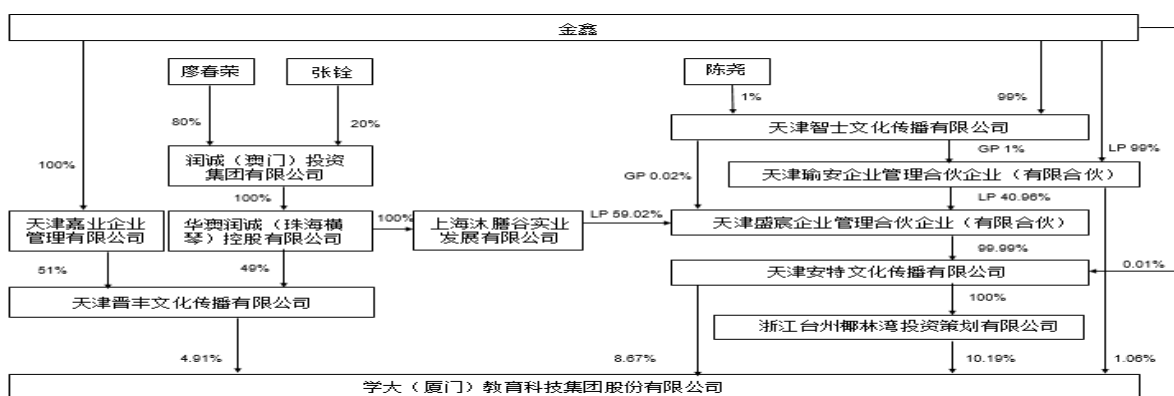 金鑫
廖春荣
张铨
陈尧
1%
99%
80%
20%
天津智士文化传播有限公司
100%
润诚（澳门）投资
集团有限公司
GP 1%
LP 99%
GP 0.02%
天津瑜安企业管理合伙企业（有限合伙）
100%
LP 40.96%
天津嘉业企业
管理有限公司
华澳润诚（珠海横
琴）控股有限公司
100%
上海沐膳谷实业
发展有限公司
LP 59.02%
天津盛宸企业管理合伙企业（有限合伙）
99.99%
51%
49%
天津安特文化传播有限公司
0.01%
天津晋丰文化传播有限公司
100%
浙江台州椰林湾投资策划有限公司
4.91%
8.67%
10.19%
1.06%
学大（厦门）教育科技集团股份有限公司